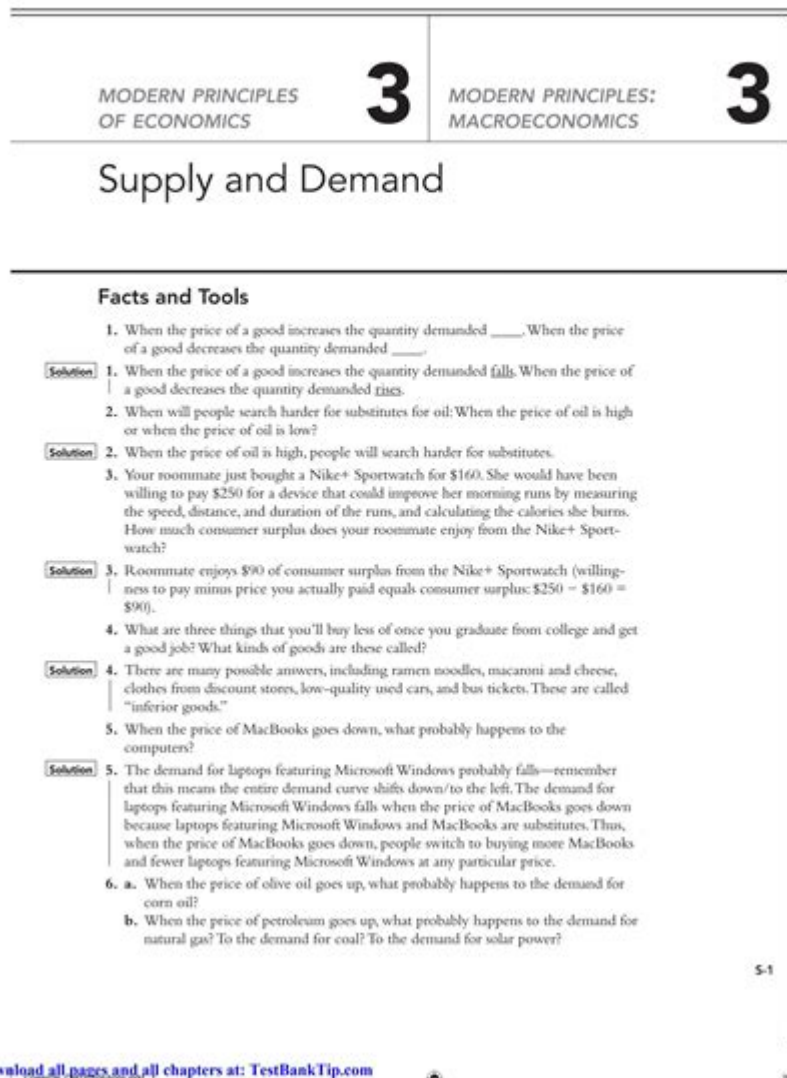 MODERN PRINCIPLES
OF ECONOMICS
3
MODERN PRINCIPLES:
MACROECONOMICS
3
Supply and Demand
Facts and Tools
1. When the price of a good increases the quantity demanded ____. When the price
of a good decreases the quantity demanded ____.
Solution 1. When the price of a good increases the quantity demanded falls. When the price of
a good decreases the quantity demanded rises.
2. When will people search harder for substitutes for oil: When the price of oil is high
or when the price of oil is low?
Solution 2. When the price of oil is high, people will search harder for substitutes.
3. Your roommate just bought a Nike+ Sportwatch for $160. She would have been
willing to pay $250 for a device that could improve her morning runs by measuring
the speed, distance, and duration of the runs, and calculating the calories she burns.
How much consumer surplus does your roommate enjoy from the Nike+ Sport-
watch?
Solution 3. Roommate enjoys $90 of consumer surplus from the Nike+ Sportwatch (willing-
ness to pay minus price you actually paid equals consumer surplus: $250 − $160 =
$90).
4. What are three things that you'll buy less of once you graduate from college and get
a good job? What kinds of goods are these called?
Solution 4. There are many possible answers, including ramen noodles, macaroni and cheese,
clothes from discount stores, low-quality used cars, and bus tickets. These are called
"inferior goods."
5. When the price of MacBooks goes down, what probably happens to the
computers?
Solution 5. The demand for laptops featuring Microsoft Windows probably falls—remember
that this means the entire demand curve shifts down/to the left. The demand for
laptops featuring Microsoft Windows falls when the price of MacBooks goes down
because laptops featuring Microsoft Windows and MacBooks are substitutes. Thus,
when the price of MacBooks goes down, people switch to buying more MacBooks
and fewer laptops featuring Microsoft Windows at any particular price.
6. a. When the price of olive oil goes up, what probably happens to the demand for
corn oil?
b. When the price of petroleum goes up, what probably happens to the demand for
natural gas? To the demand for coal? To the demand for solar power?
S-1
wnload all pages and all chapters at: TestBankTip.com